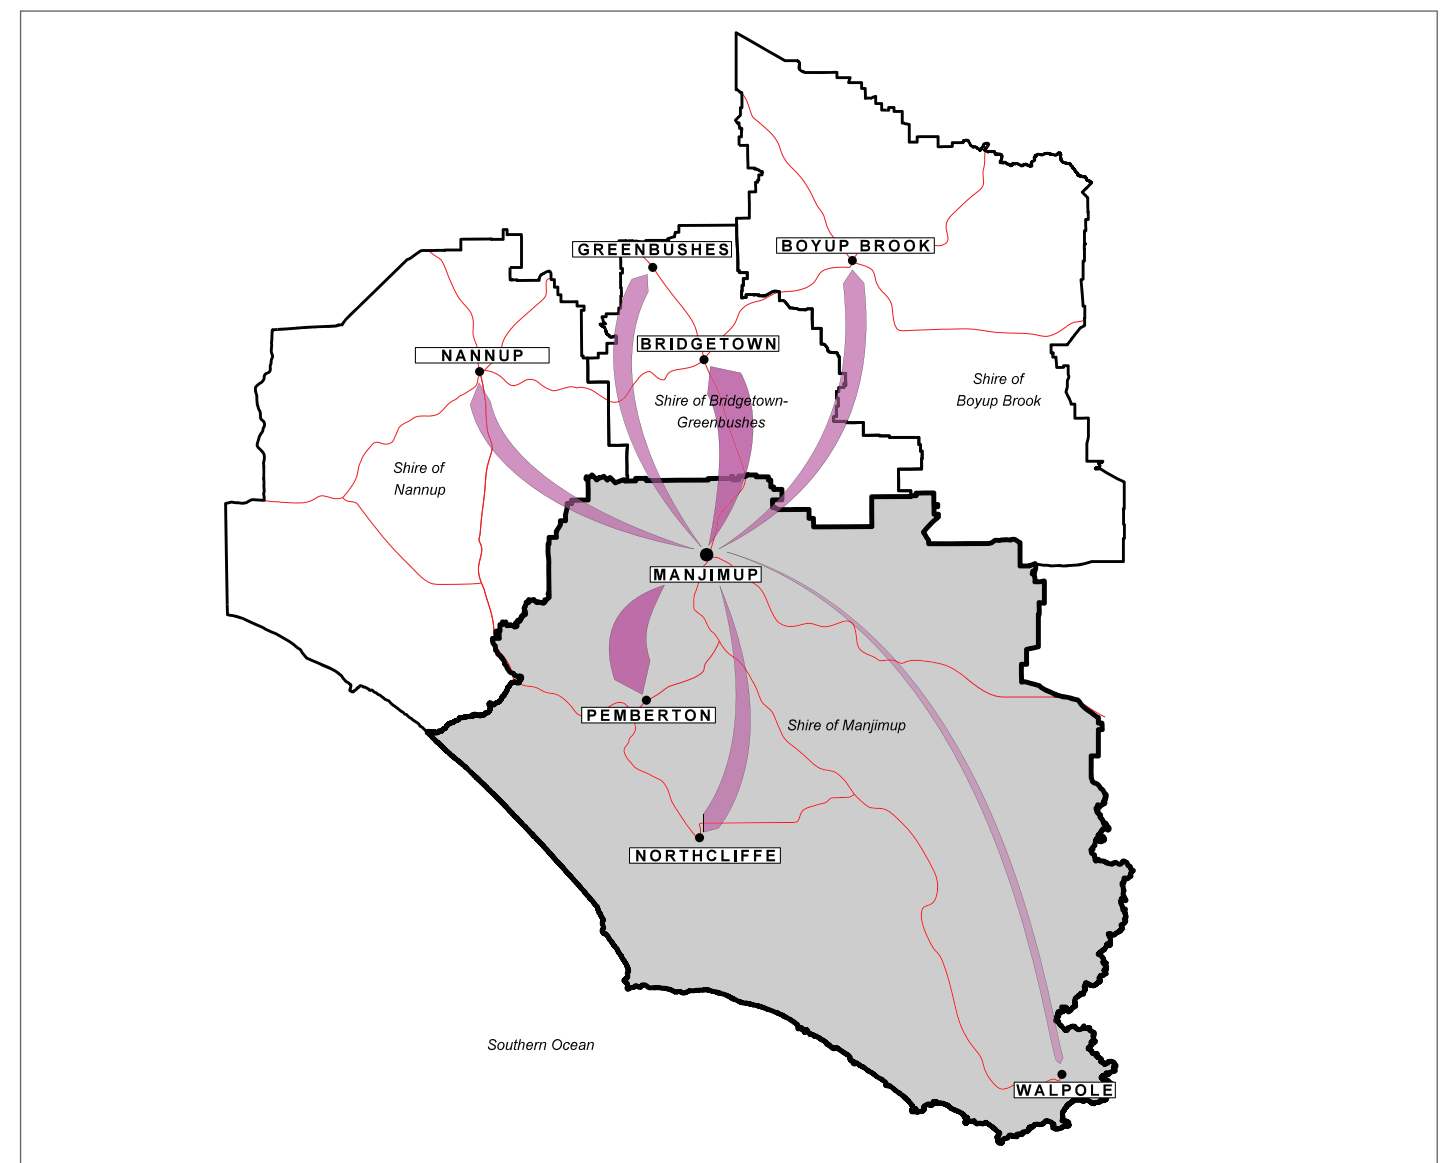 GREENBUSHES
BOYUP BROOK
BRIDGETOWN
NANNUP
Shire of
Boyup Brook
Shire of Bridgetown-
Greenbushes
Shire of
Nannup
MANJIMUP
PEMBERTON
Shire of Manjimup
NORTHCLIFFE
Southern Ocean
WALPOLE